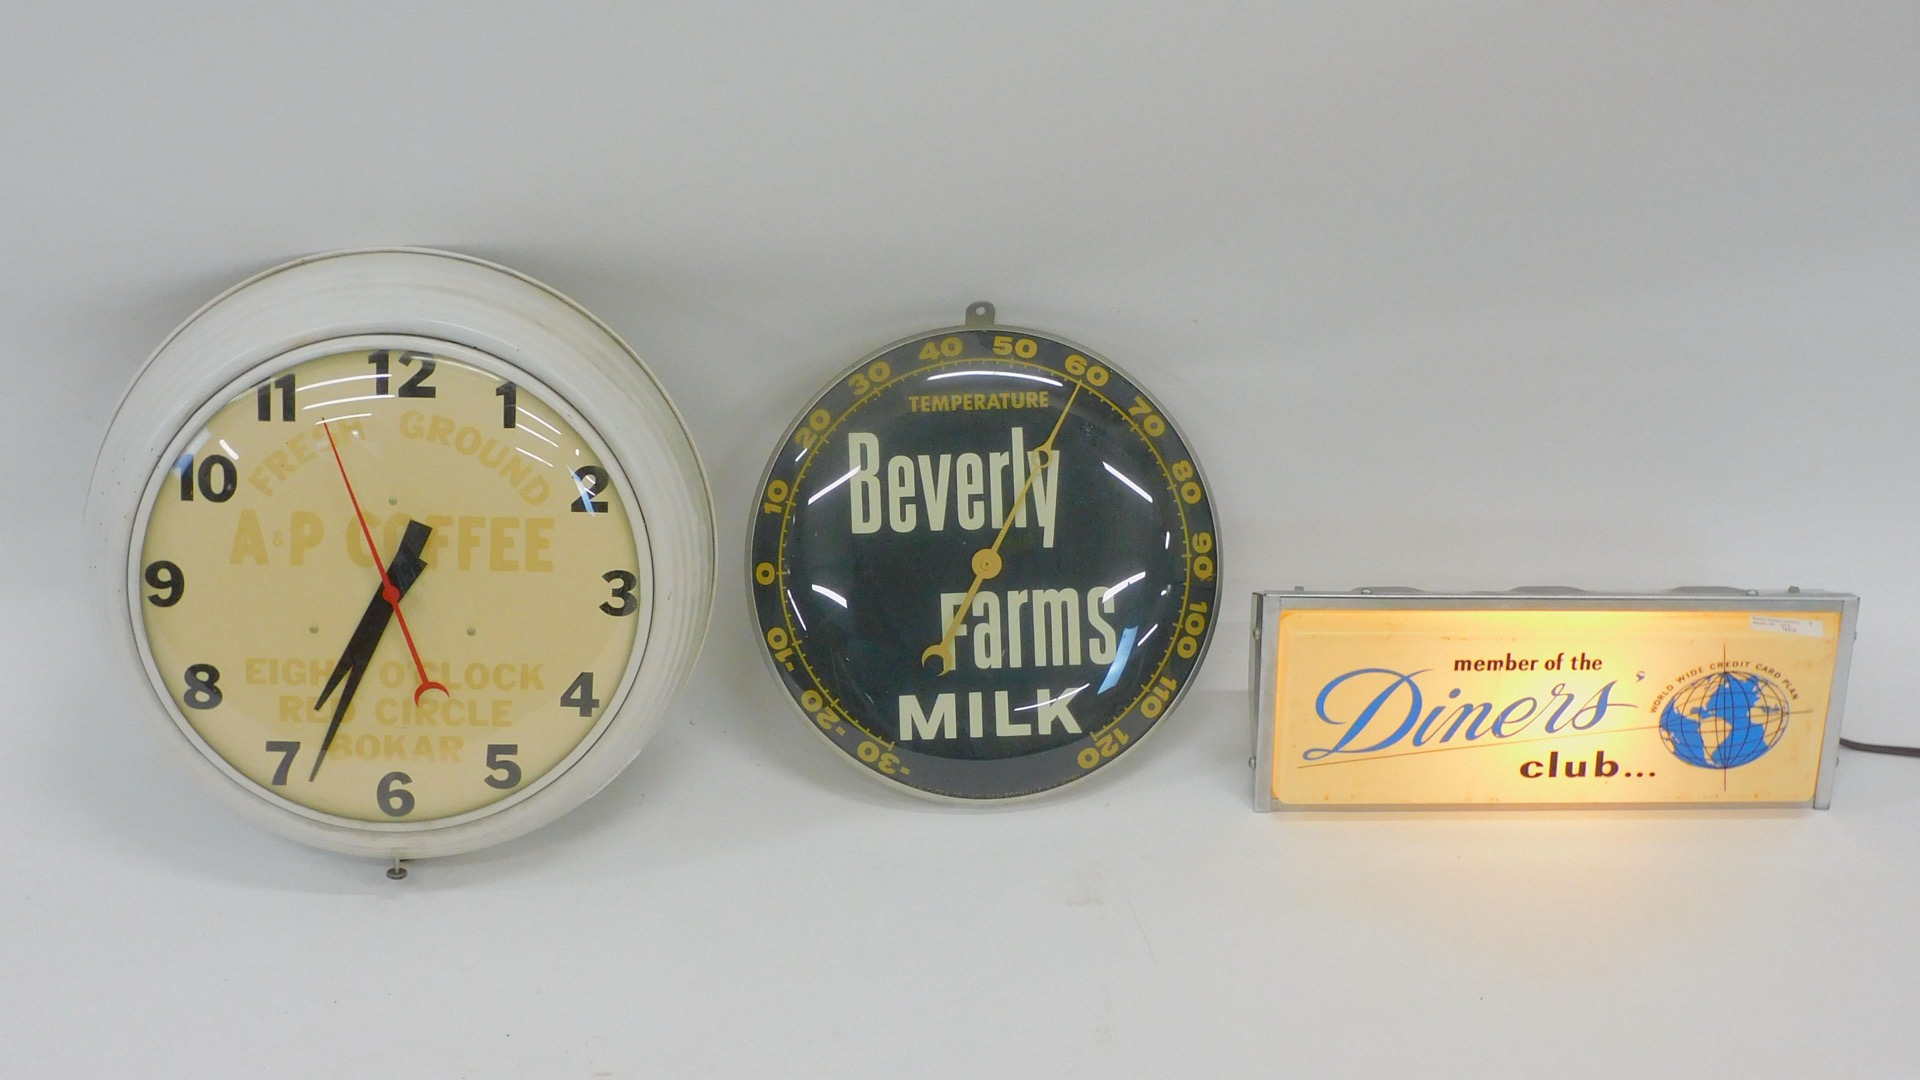 12
11
1
10
2
9
3
8
4
7
5
6
FRESH GROUND
A&P COFFEE
EIGHT O'CLOCK
RED CIRCLE
BOKAR
-30 -20 -10 0 10 20 30 40 50 60 70 80 90 100 110 120
TEMPERATURE
Beverly
Farms
MILK
member of the
Diners'
club...
WORLD WIDE CREDIT CARD PLAN